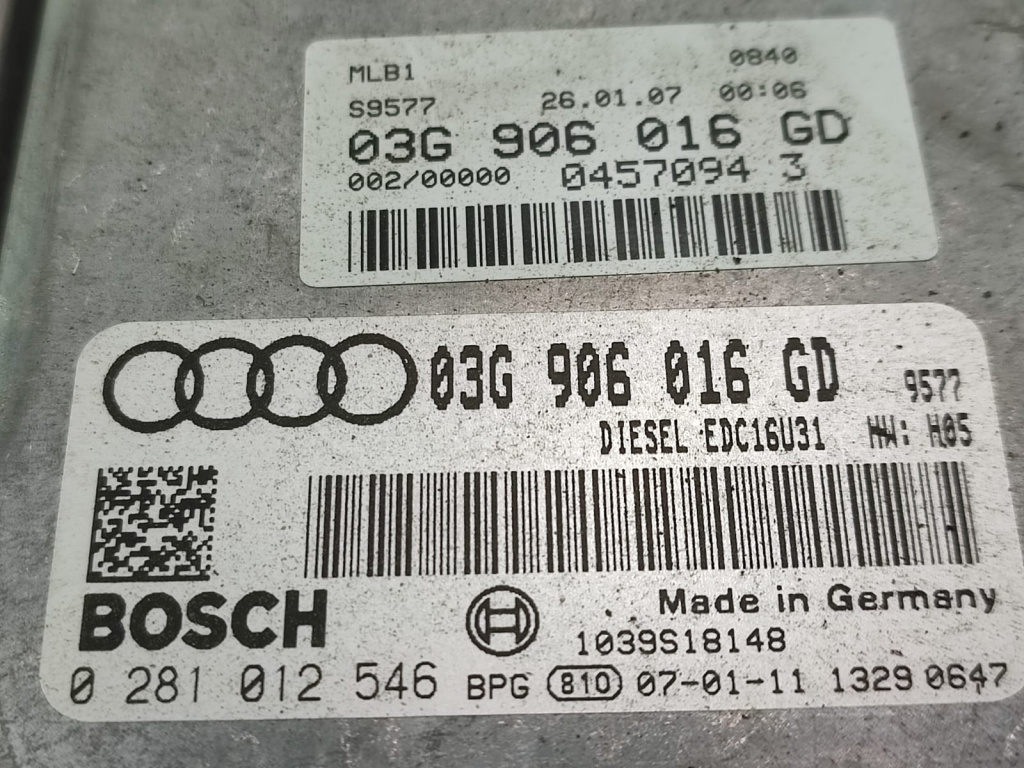 MLB1 0840
S9577 26.01.07 00:06
03G 906 016 GD
002/00000 0457094 3
03G 906 016 GD 9577
DIESEL EDC16U31 HW: H05
BOSCH
Made in Germany
1039S18148
0 281 012 546 BPG 810 07-01-11 1329 0647